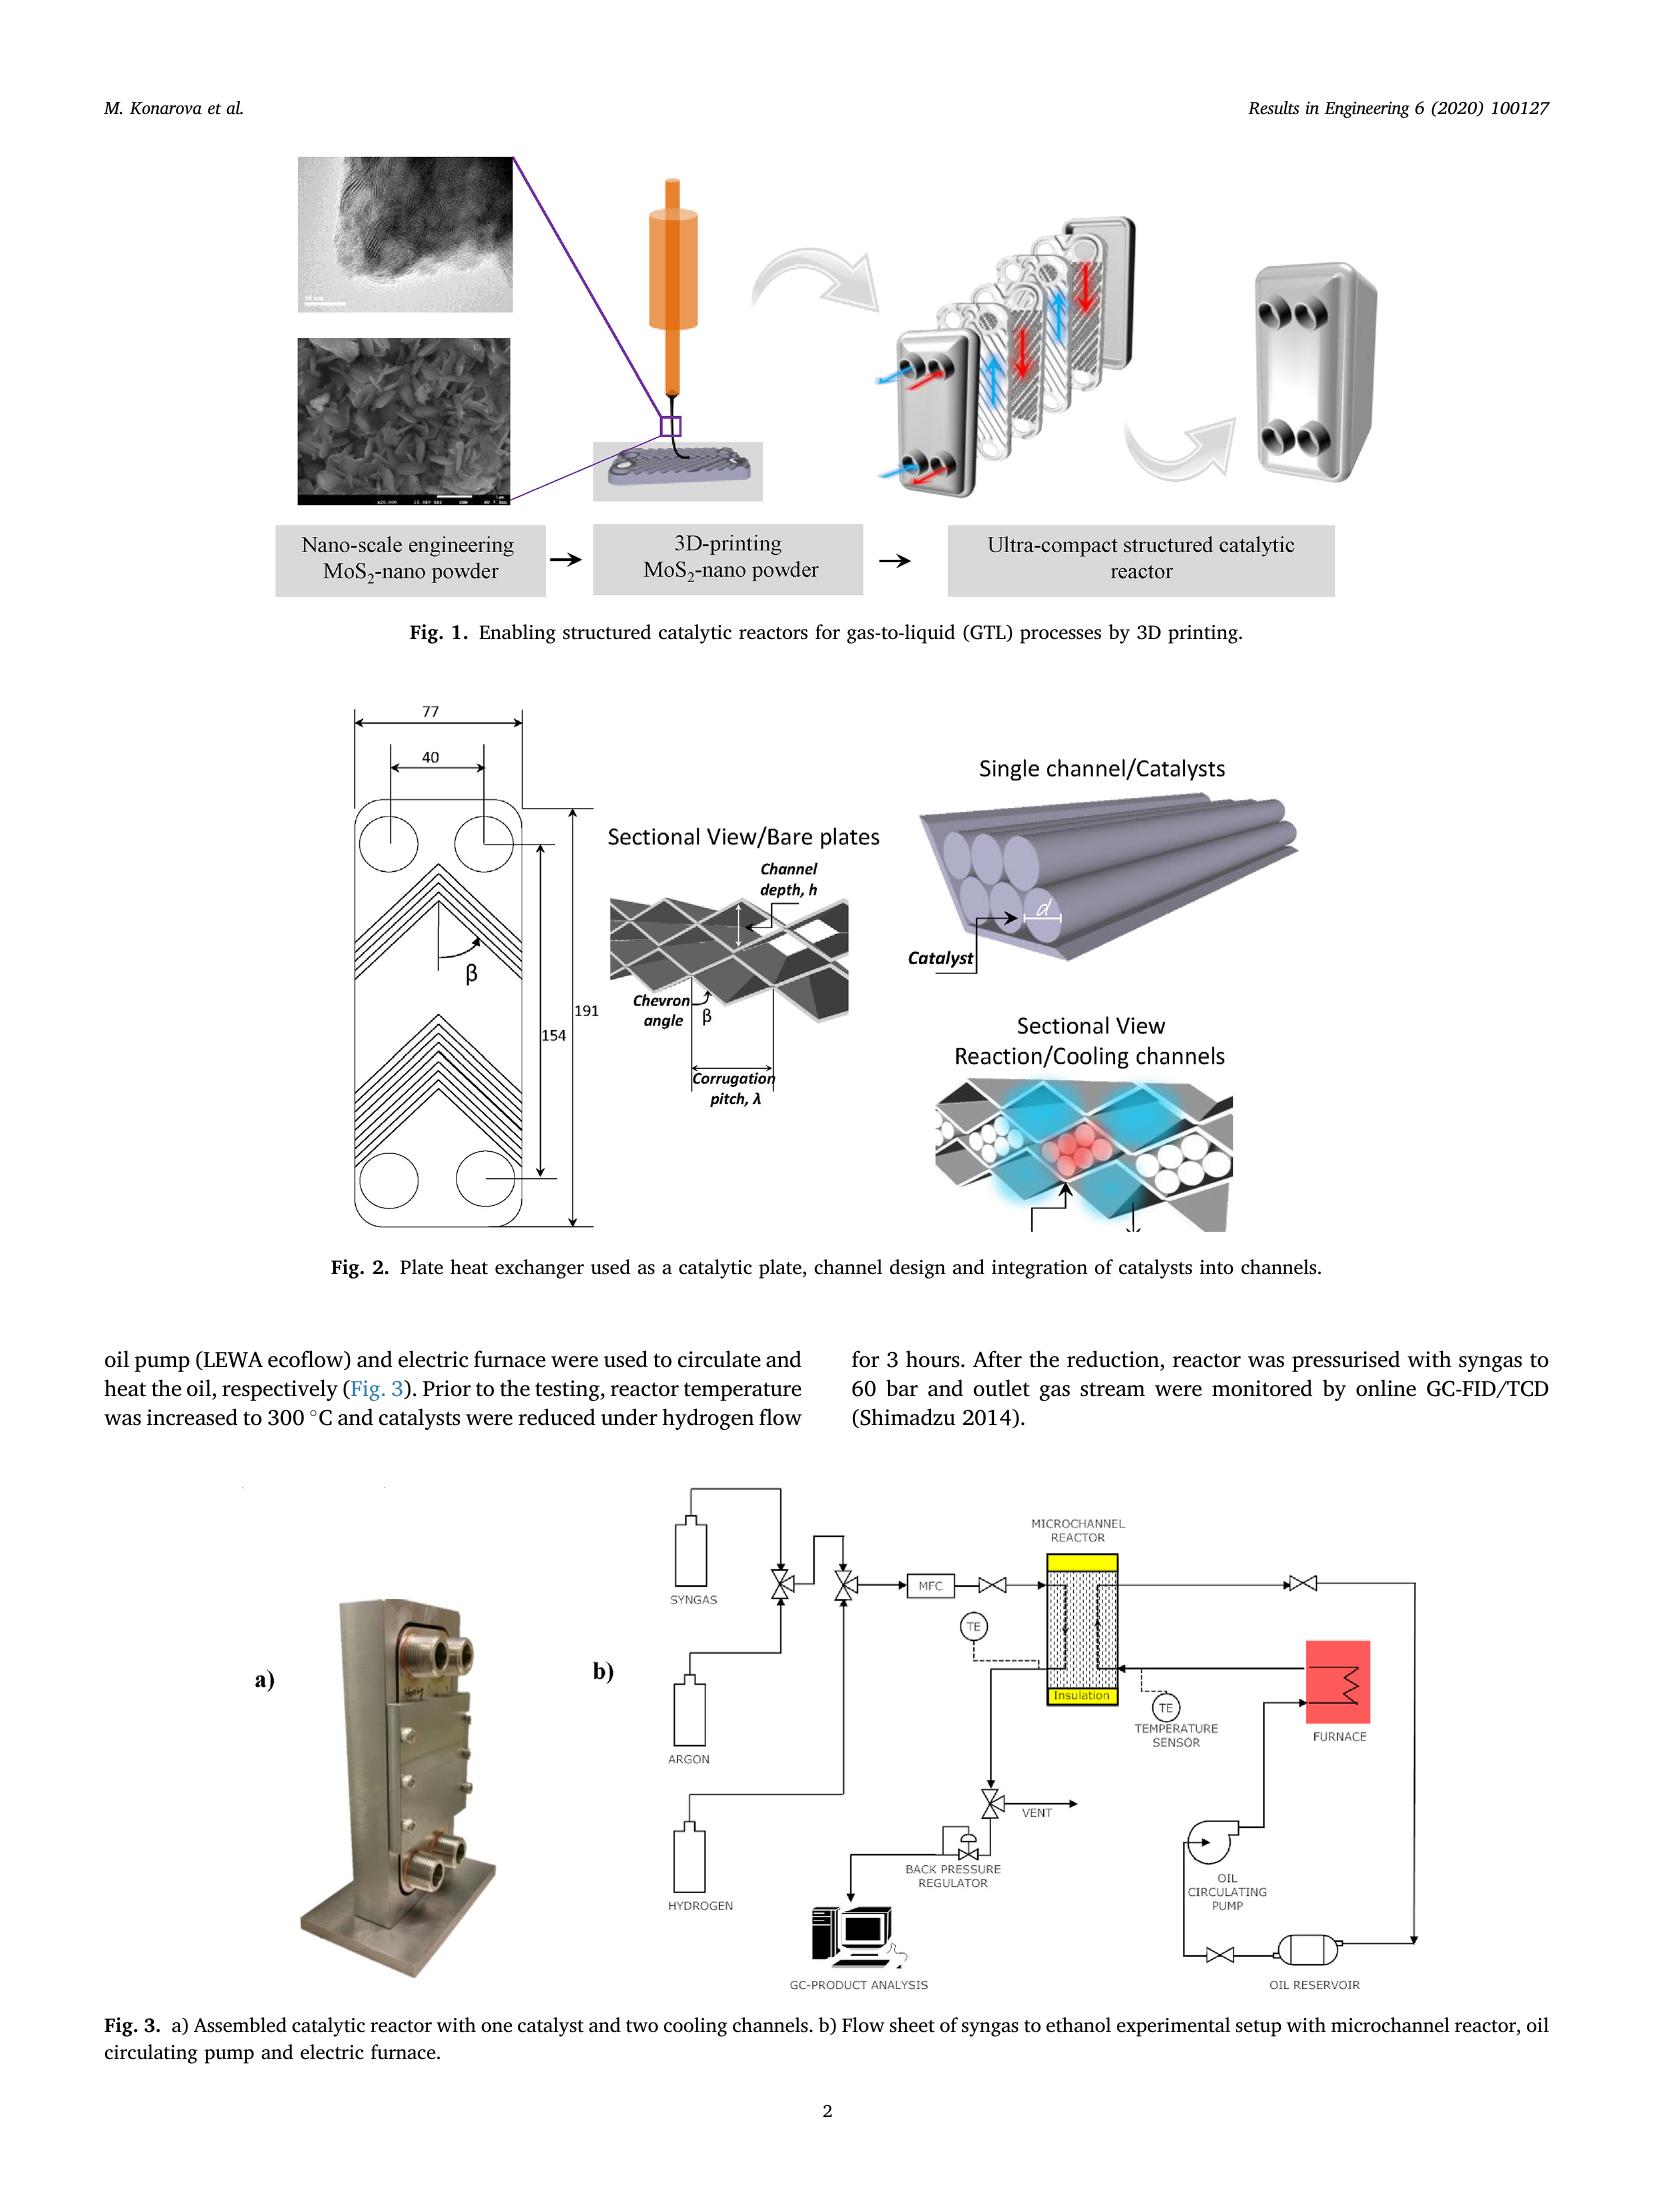 M. Konarova et al.
Results in Engineering 6 (2020) 100127
Nano-scale engineering
MoS2-nano powder
3D-printing
MoS2-nano powder
Ultra-compact structured catalytic
reactor
Fig. 1. Enabling structured catalytic reactors for gas-to-liquid (GTL) processes by 3D printing.
77
40
191
154
β
Sectional View/Bare plates
Channel
depth, h
Chevron
angle
β
Corrugation
pitch, λ
Single channel/Catalysts
d
Catalyst
Sectional View
Reaction/Cooling channels
Fig. 2. Plate heat exchanger used as a catalytic plate, channel design and integration of catalysts into channels.
oil pump (LEWA ecoflow) and electric furnace were used to circulate and
heat the oil, respectively (Fig. 3). Prior to the testing, reactor temperature
was increased to 300 °C and catalysts were reduced under hydrogen flow
for 3 hours. After the reduction, reactor was pressurised with syngas to
60 bar and outlet gas stream were monitored by online GC-FID/TCD
(Shimadzu 2014).
a)
b)
SYNGAS
ARGON
HYDROGEN
MFC
MICROCHANNEL
REACTOR
TE
Insulation
TE
TEMPERATURE
SENSOR
FURNACE
VENT
BACK PRESSURE
REGULATOR
OIL
CIRCULATING
PUMP
GC-PRODUCT ANALYSIS
OIL RESERVOIR
Fig. 3. a) Assembled catalytic reactor with one catalyst and two cooling channels. b) Flow sheet of syngas to ethanol experimental setup with microchannel reactor, oil
circulating pump and electric furnace.
2